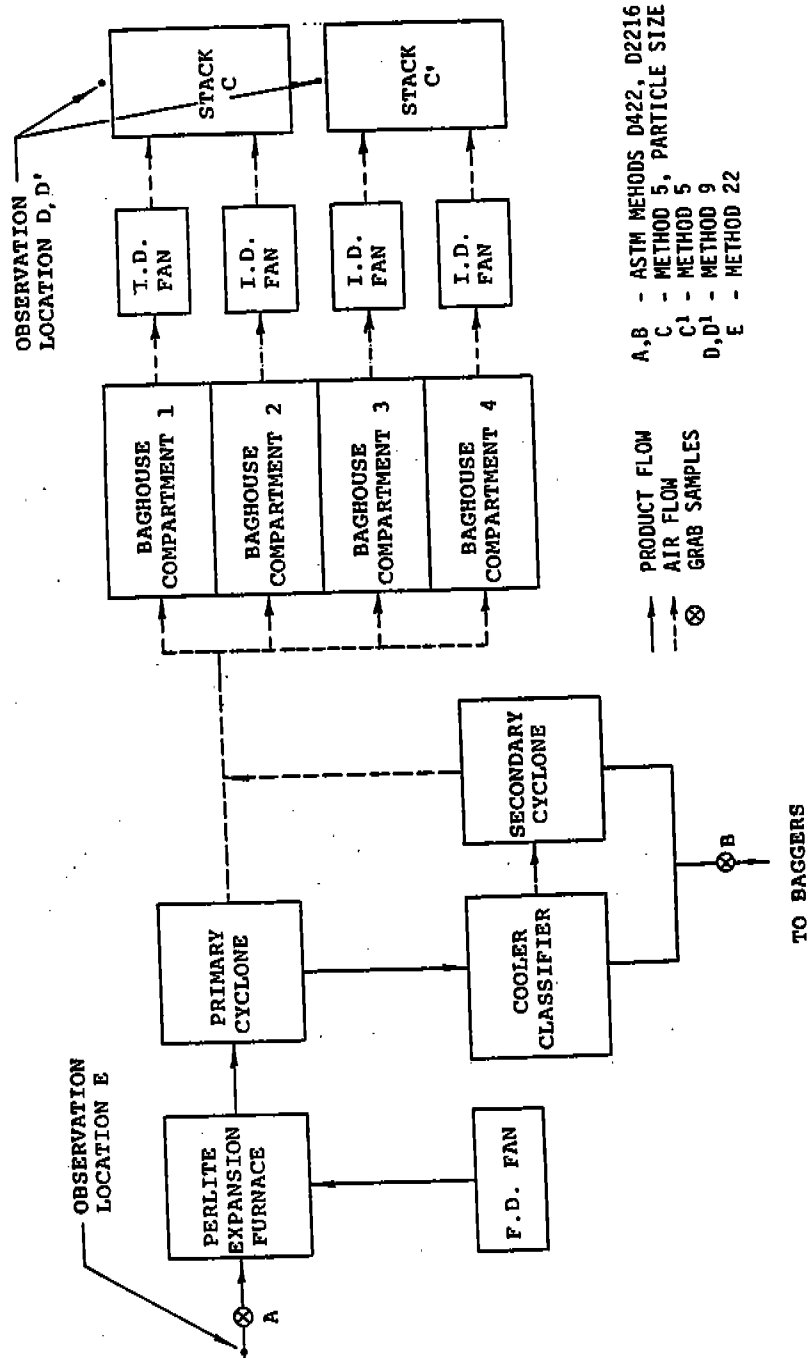 OBSERVATION
LOCATION E
A
PERLITE
EXPANSION
FURNACE
F.D. FAN
PRIMARY
CYCLONE
COOLER
CLASSIFIER
SECONDARY
CYCLONE
B
TO BAGGERS
BAGHOUSE
COMPARTMENT 1
BAGHOUSE
COMPARTMENT 2
BAGHOUSE
COMPARTMENT 3
BAGHOUSE
COMPARTMENT 4
I.D.
FAN
I.D.
FAN
I.D.
FAN
I.D.
FAN
OBSERVATION
LOCATION D,D'
STACK
C
STACK
C'
PRODUCT FLOW
AIR FLOW
GRAB SAMPLES
A,B - ASTM MEHODS D422, D2216
C - METHOD 5, PARTICLE SIZE
C1 - METHOD 5
D,D1 - METHOD 9
E - METHOD 22